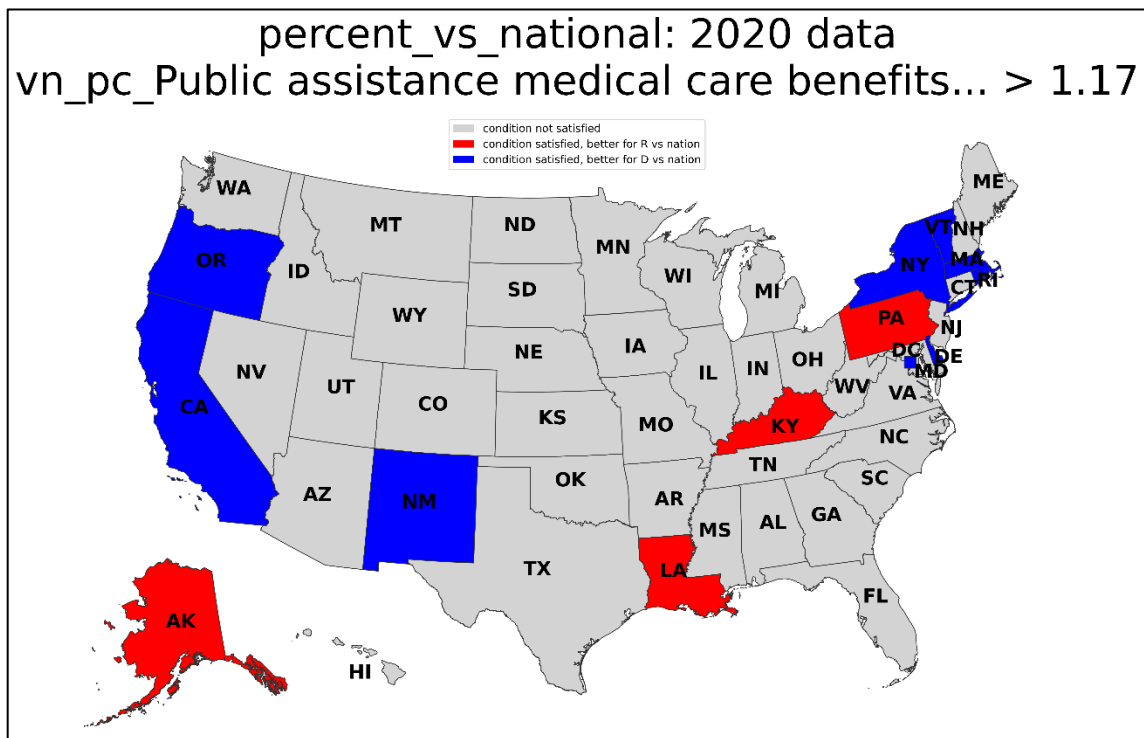 percent_vs_national: 2020 data
vn_pc_Public assistance medical care benefits... > 1.17
condition not satisfied
condition satisfied, better for R vs nation
condition satisfied, better for D vs nation
WA
ME
MT
ND
MN
VT
NH
OR
ID
SD
WI
NY
MA
MI
RI
CT
WY
PA
NJ
IA
NE
OH
DC
DE
NV
UT
IL
IN
MD
CO
WV
VA
CA
KS
MO
KY
NC
TN
AZ
NM
OK
AR
SC
MS
AL
GA
TX
LA
FL
AK
HI